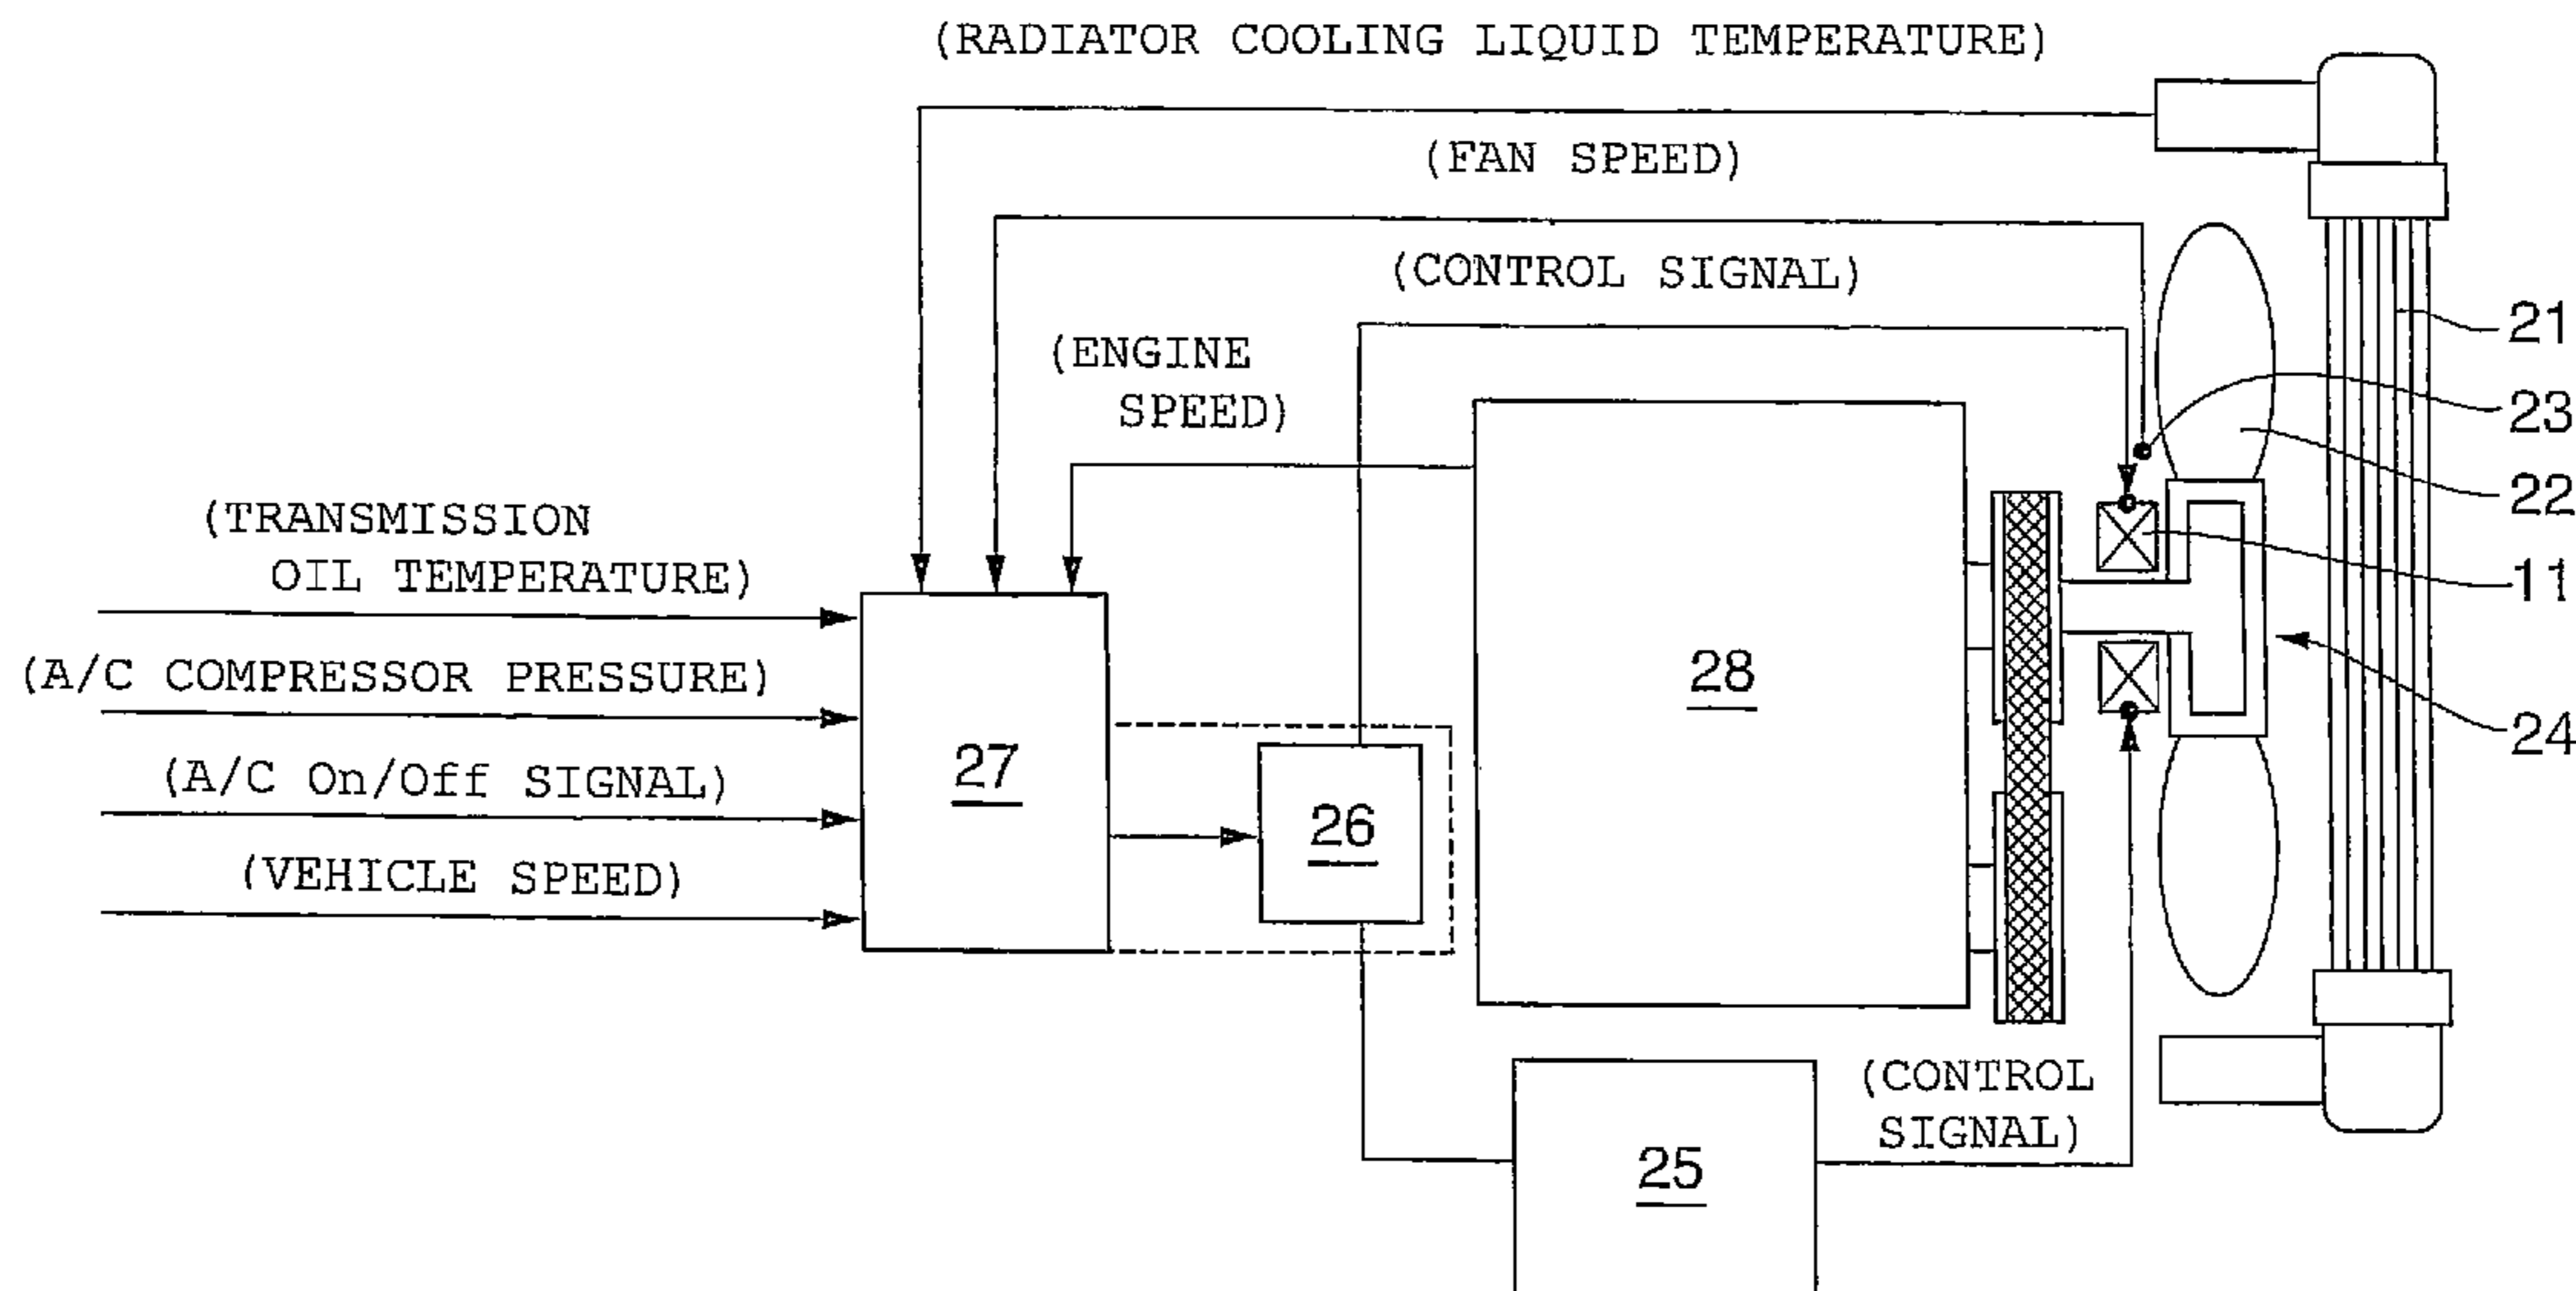 (RADIATOR COOLING LIQUID TEMPERATURE)
(FAN SPEED)
(CONTROL SIGNAL)
(ENGINE
SPEED)
21
23
22
11
24
(TRANSMISSION
OIL TEMPERATURE)
(A/C COMPRESSOR PRESSURE)
(A/C On/Off SIGNAL)
(VEHICLE SPEED)
27
26
28
(CONTROL
SIGNAL)
25